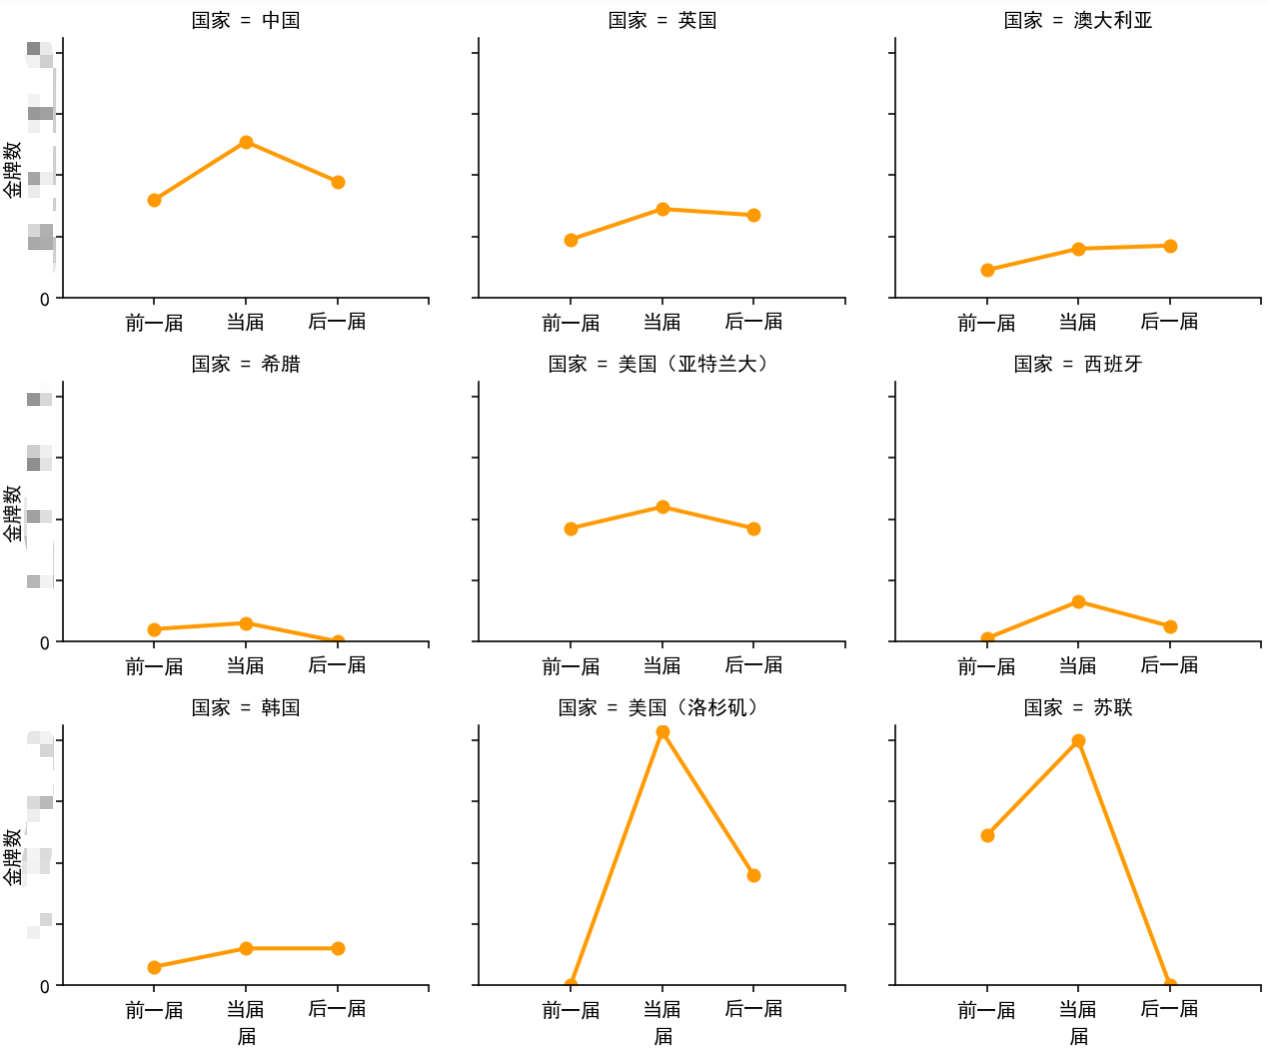 国家 = 中国
国家 = 英国
国家 = 澳大利亚
金牌数
0
前一届 当届 后一届
前一届 当届 后一届
前一届 当届 后一届
国家 = 希腊
国家 = 美国（亚特兰大）
国家 = 西班牙
金牌数
0
前一届 当届 后一届
前一届 当届 后一届
前一届 当届 后一届
国家 = 韩国
国家 = 美国（洛杉矶）
国家 = 苏联
金牌数
0
前一届 当届 后一届
前一届 当届 后一届
前一届 当届 后一届
届
届
届